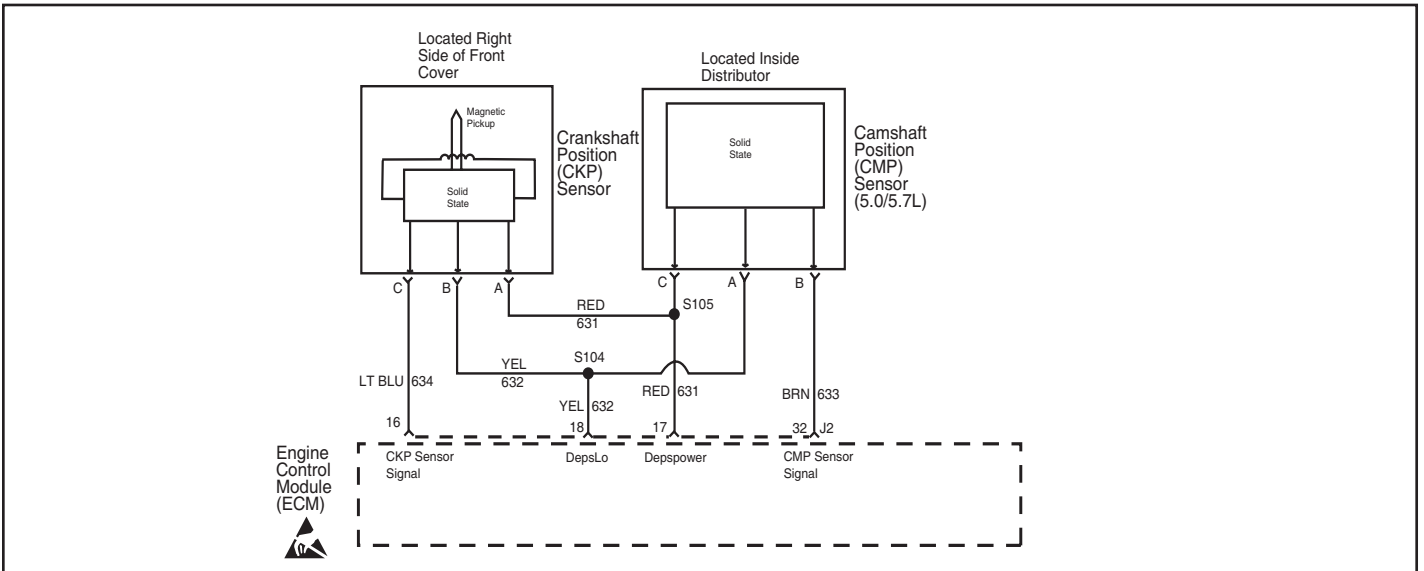 Located Right
Side of Front
Cover
Located Inside
Distributor
Magnetic
Pickup
Solid
State
Crankshaft
Position
(CKP)
Sensor
Solid
State
Camshaft
Position
(CMP)
Sensor
(5.0/5.7L)
C B A
C A B
RED
631
S105
YEL
632
S104
LT BLU 634
YEL 632
RED 631
BRN 633
16 18 17 32 J2
Engine
Control
Module
(ECM)
CKP Sensor
Signal
DepsLo
Depspower
CMP Sensor
Signal